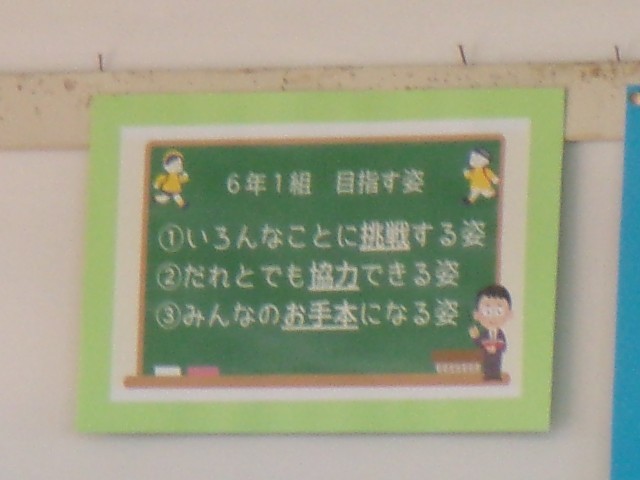 6年1組　目指す姿
①いろんなことに挑戦する姿
②だれとでも協力できる姿
③みんなのお手本になる姿